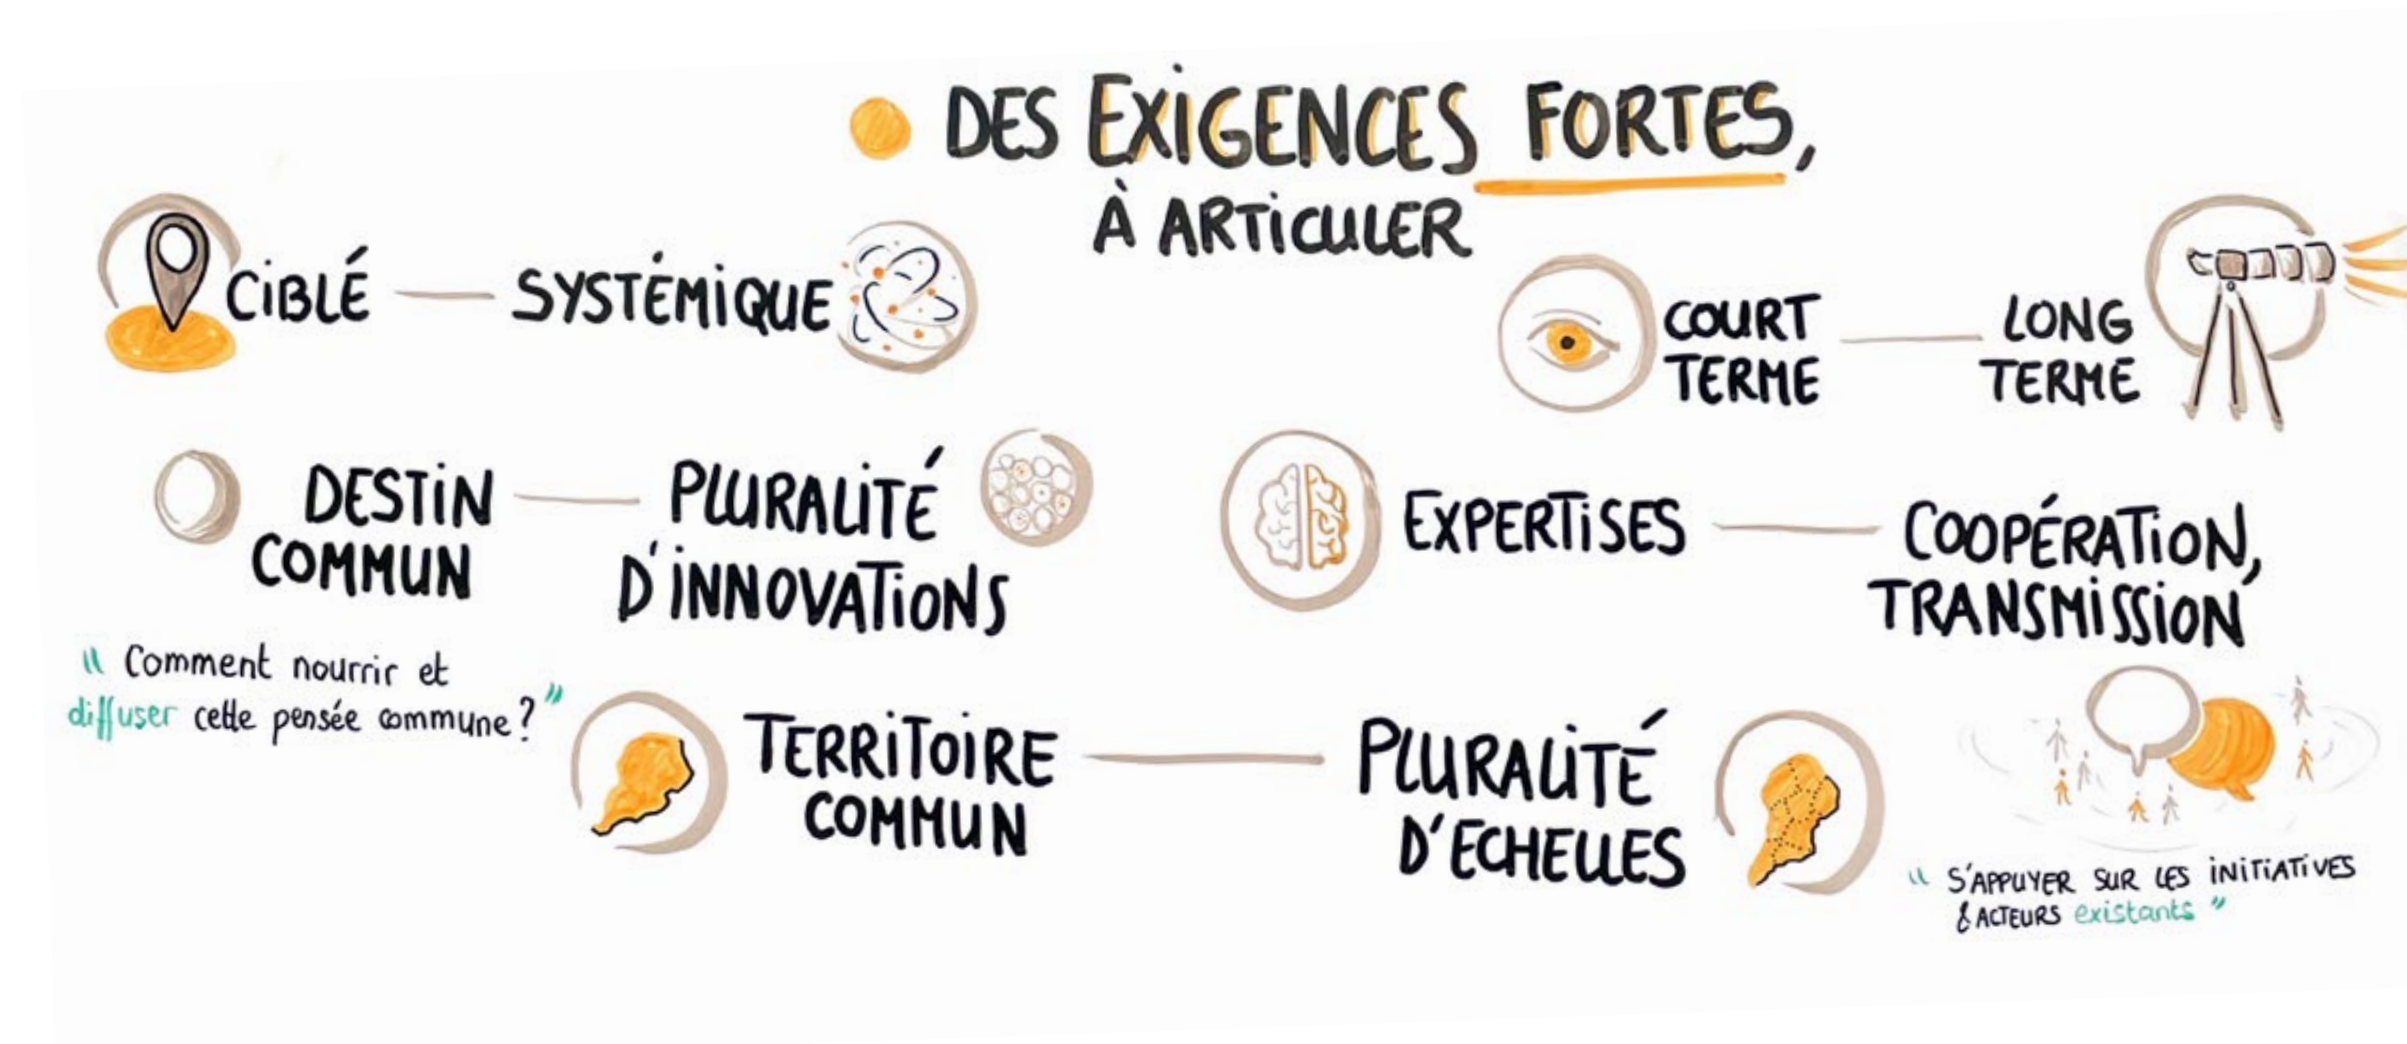 DES EXIGENCES FORTES,
À ARTICULER
CIBLÉ — SYSTÉMIQUE
COURT
TERME — LONG
TERME
DESTIN
COMMUN — PLURALITÉ
D'INNOVATIONS
EXPERTISES — COOPÉRATION,
TRANSMISSION
" Comment nourrir et
diffuser cette pensée commune ? "
TERRITOIRE
COMMUN — PLURALITÉ
D'ECHELLES
" S'APPUYER SUR LES INITIATIVES
& ACTEURS existants "